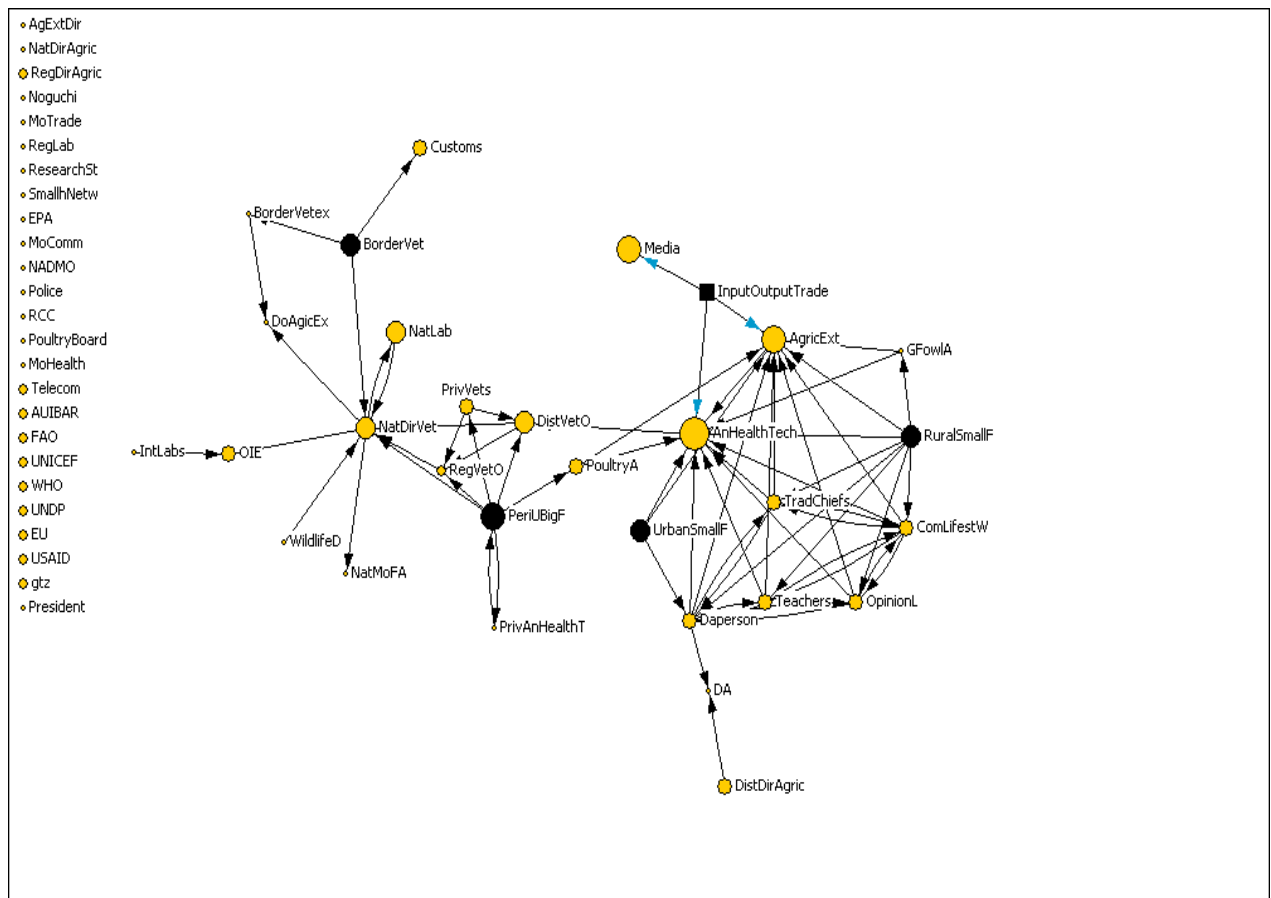 AgExtDir
NatDirAgric
RegDirAgric
Noguchi
MoTrade
RegLab
ResearchSt
SmallhNetw
EPA
MoComm
NADMO
Police
RCC
PoultryBoard
MoHealth
Telecom
AUIBAR
FAO
UNICEF
WHO
UNDP
EU
USAID
gtz
President
Customs
BorderVetex
BorderVet
Media
InputOutputTrade
DoAgicEx
NatLab
AgricExt
GFowlA
PrivVets
NatDirVet
DistVetO
AnHealthTech
RuralSmallF
IntLabs
OIE
RegVetO
PoultryA
TradChiefs
PeriUBigF
UrbanSmallF
ComLifestW
WildlifeD
NatMoFA
Teachers
OpinionL
PrivAnHealthT
Daperson
DA
DistDirAgric